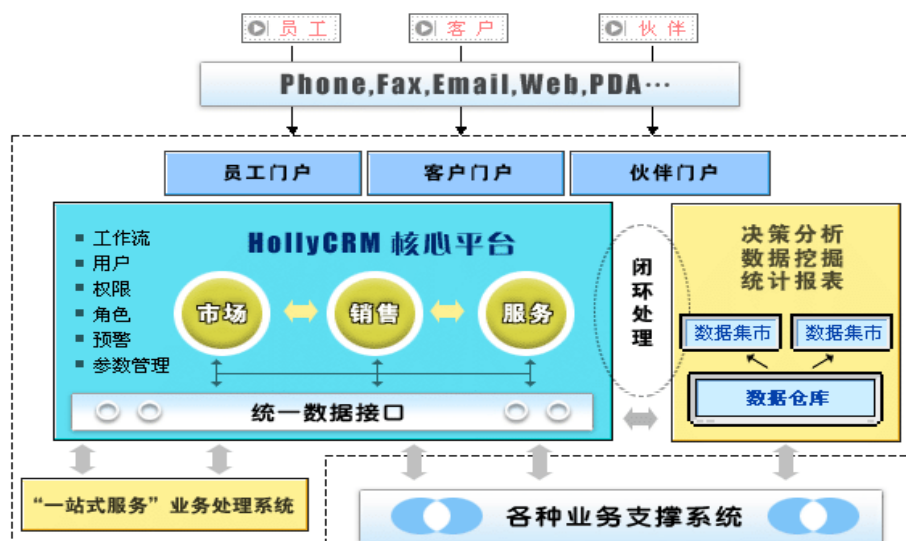 员工
客户
伙伴
Phone,Fax,Email,Web,PDA···
员工门户
客户门户
伙伴门户
HollyCRM 核心平台
工作流
用户
权限
角色
预警
参数管理
市场
销售
服务
统一数据接口
闭环处理
决策分析
数据挖掘
统计报表
数据集市
数据集市
数据仓库
“一站式服务”业务处理系统
各种业务支撑系统